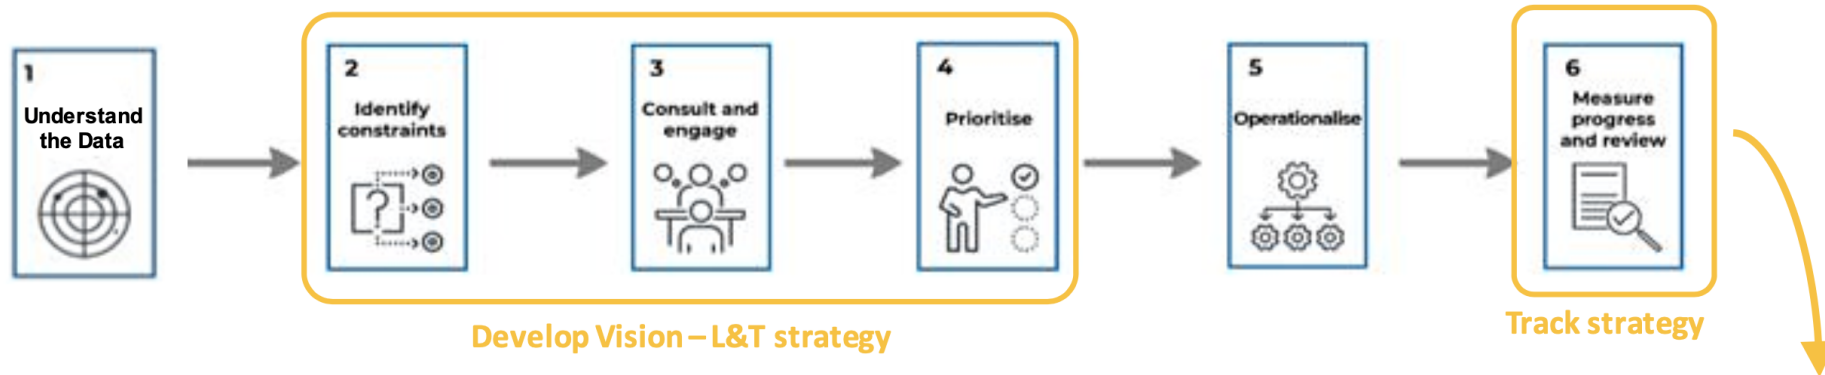 1
Understand
the Data
2
Identify
constraints
3
Consult and
engage
4
Prioritise
5
Operationalise
6
Measure
progress
and review
?
Develop Vision – L&T strategy
Track strategy